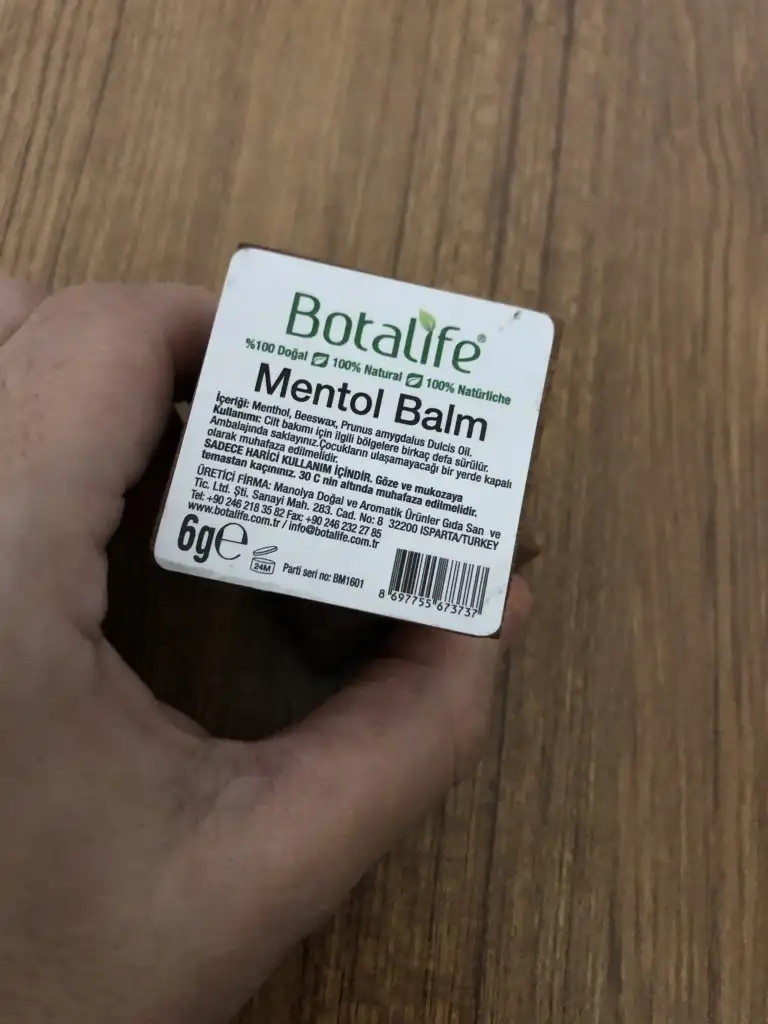 Botalife®
%100 Doğal 100% Natural 100% Natürliche
Mentol Balm
İçeriği: Menthol, Beeswax, Prunus amygdalus Dulcis Oil.
Kullanımı: Cilt bakımı için ilgili bölgelere birkaç defa sürülür.
Ambalajında saklayınız.Çocukların ulaşamayacağı bir yerde kapalı
olarak muhafaza edilmelidir.
SADECE HARİCİ KULLANIM İÇİNDİR. Göze ve mukozaya
temastan kaçınınız. 30 C nin altında muhafaza edilmelidir.
ÜRETİCİ FİRMA: Manolya Doğal ve Aromatik Ürünler Gıda San ve
Tic. Ltd. Şti. Sanayi Mah. 283. Cad. No: 8 32200 ISPARTA/TURKEY
Tel: +90 246 218 35 82 Fax: +90 246 232 27 85
www.botalife.com.tr / info@botalife.com.tr
6g℮ 24M Parti seri no: BM1601
8 697755 673737